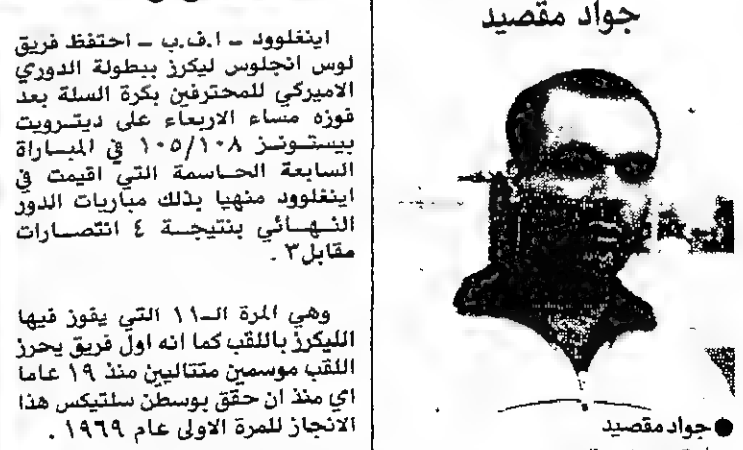 جواد مقصيد
اينغلوود ـ ا.ف.ب ـ احتفظ فريق
لوس انجلوس ليكرز ببطولة الدوري
الاميركي للمحترفين بكرة السلة بعد
فوزه مساء الاربعاء على ديترويت
بيستونز ١٠٥/١٠٨ في المباراة
السابعة الحاسمة التي اقيمت في
اينغلوود منهيا بذلك مباريات الدور
النهائي بنتيجة ٤ انتصارات
مقابل ٣ .
وهي المرة الـ١١ التي يفوز فيها
الليكرز باللقب كما انه اول فريق يحرز
اللقب موسمين متتاليين منذ ١٩ عاما
اي منذ ان حقق بوسطن سلتيكس هذا
الانجاز للمرة الاولى عام ١٩٦٩ .
● جواد مقصيد